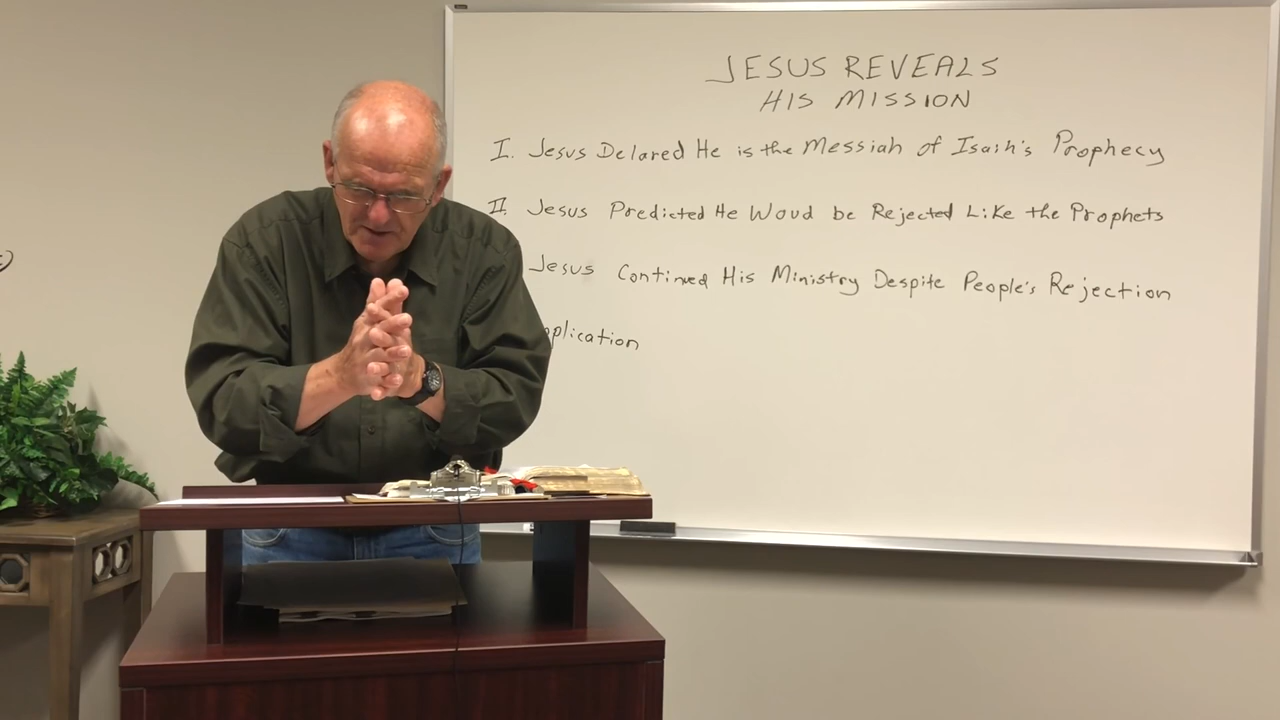 JESUS REVEALS
HIS MISSION
I. Jesus Delared He is the Messiah of Isaih's Prophecy
II. Jesus Predicted He Woud be Rejected Like the Prophets
Jesus Continued His Ministry Despite People's Rejection
plication